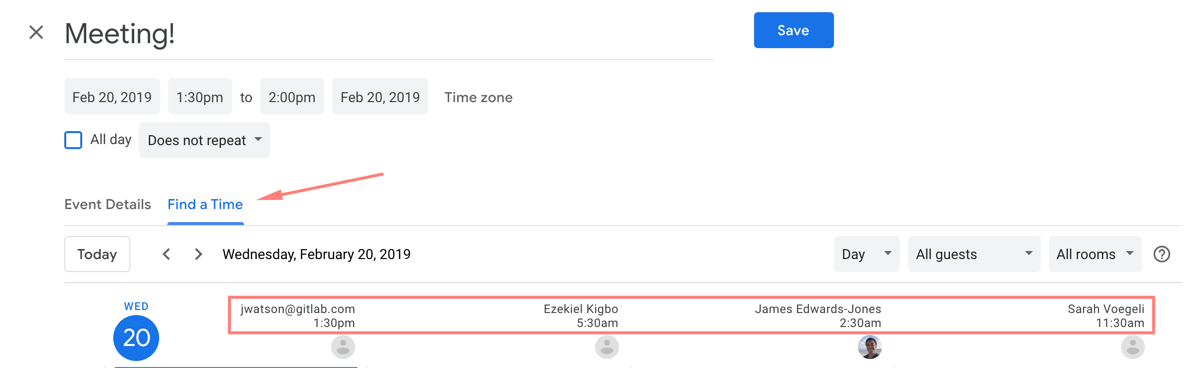 Meeting!
Save
Feb 20, 2019 1:30pm to 2:00pm Feb 20, 2019 Time zone
All day Does not repeat
Event Details Find a Time
Today Wednesday, February 20, 2019 Day All guests All rooms
WED jwatson@gitlab.com Ezekiel Kigbo James Edwards-Jones Sarah Voegeli
1:30pm 5:30am 2:30am 11:30am
20